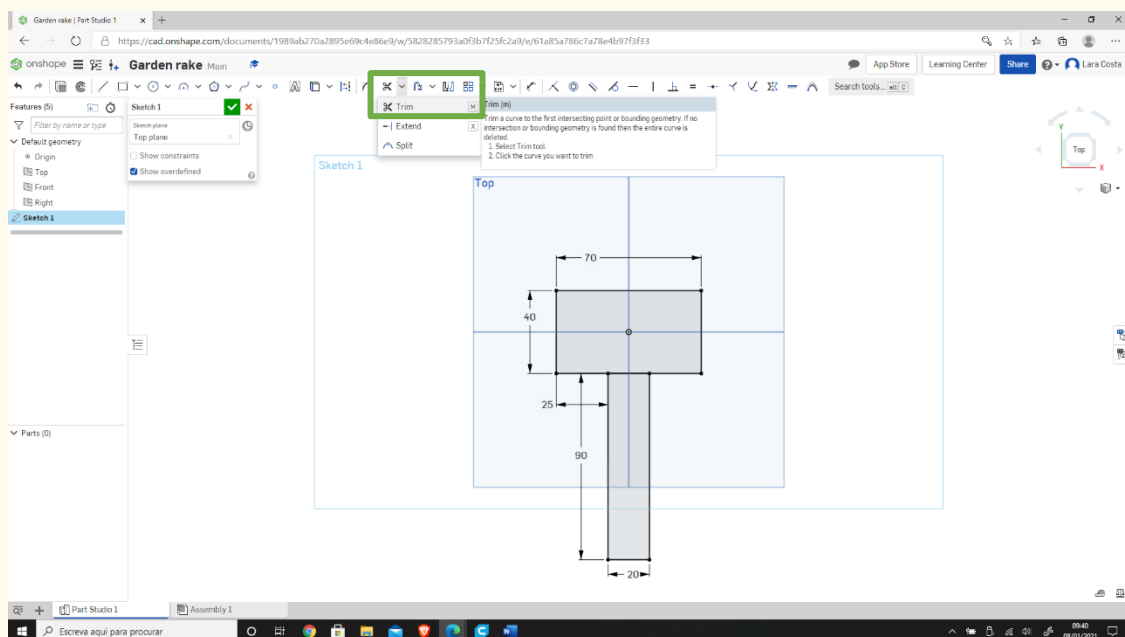 Garden rake | Part Studio 1
https://cad.onshape.com/documents/1989ab270a2895e69c4e86e9/w/5828285793a0f3b7f25fc2a9/e/61a85a786c7a78e4b97f3f33
onshape Garden rake Main App Store Learning Center Share Lara Costa
Search tools... alt C
Features (5)
Filter by name or type
Default geometry
Origin
Top
Front
Right
Sketch 1
Sketch 1
Sketch plane
Top plane
Show constraints
Show overdefined
Trim M
Extend X
Split
Trim (m)
Trim a curve to the first intersecting point or bounding geometry. If no
intersection or bounding geometry is found then the entire curve is
deleted.
1. Select Trim tool.
2. Click the curve you want to trim.
Sketch 1
Top
Y
Top
X
70
40
25
90
20
Parts (0)
Part Studio 1 Assembly 1
Escreva aqui para procurar
09:40
08/01/2021